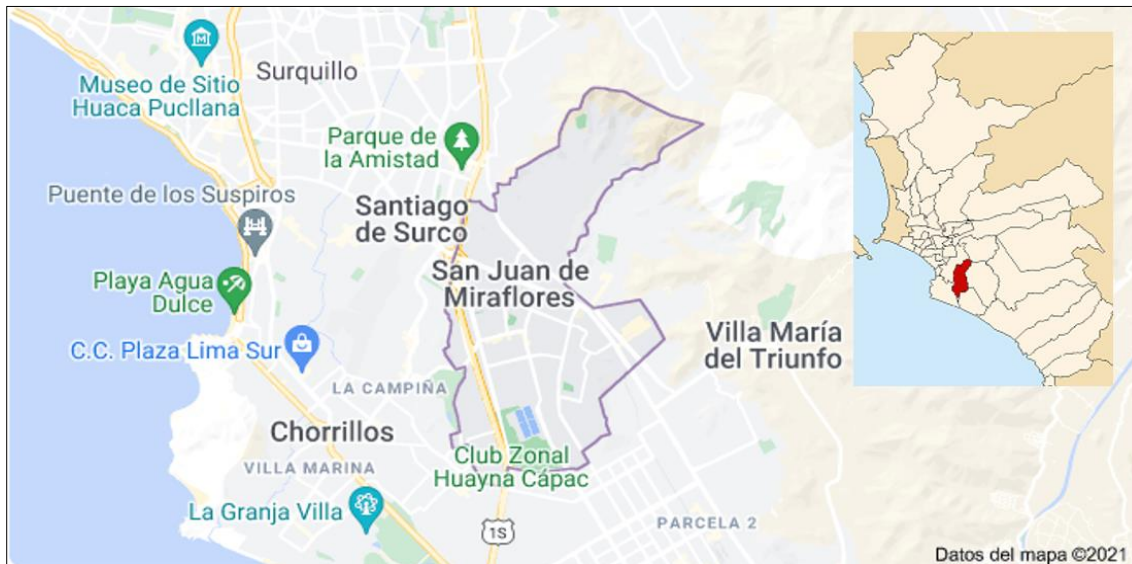 Museo de Sitio
Huaca Pucllana
Surquillo
Parque de
la Amistad
Puente de los Suspiros
Santiago
de Surco
Playa Agua
Dulce
San Juan de
Miraflores
C.C. Plaza Lima Sur
Villa María
del Triunfo
LA CAMPIÑA
Chorrillos
Club Zonal
Huayna Cápac
VILLA MARINA
La Granja Villa
1S
PARCELA 2
Datos del mapa ©2021